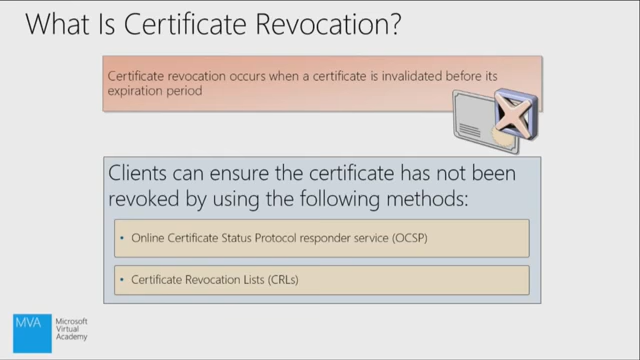 What Is Certificate Revocation?
Certificate revocation occurs when a certificate is invalidated before its
expiration period
Clients can ensure the certificate has not been
revoked by using the following methods:
• Online Certificate Status Protocol responder service (OCSP)
• Certificate Revocation Lists (CRLs)
MVA
Microsoft
Virtual
Academy